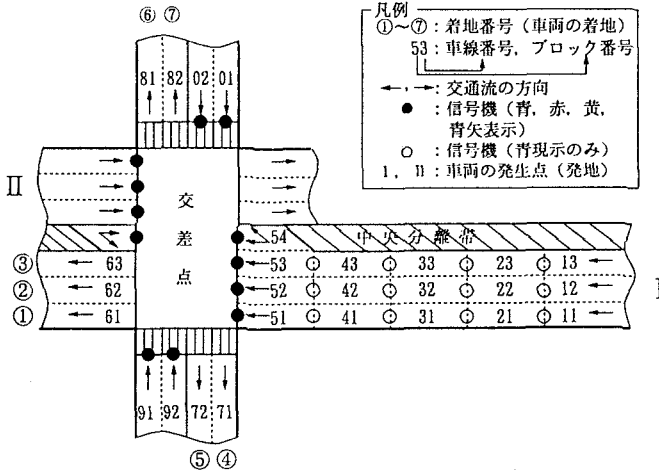 ⑥ ⑦
81 82 02 01
凡例
①~⑦：着地番号（車両の着地）
53：車線番号，ブロック番号
←，→：交通流の方向
●：信号機（青，赤，黄，
青矢表示）
○：信号機（青現示のみ）
I，II：車両の発生点（発地）
II
交
差
点
54 中央分離帯
③ 63 53 43 33 23 13
② 62 52 42 32 22 12
① 61 51 41 31 21 11
91 92 72 71
⑤ ④